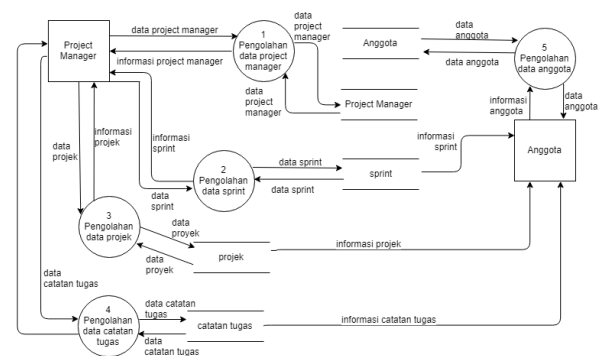 data project manager
Project
Manager
informasi project manager
1
Pengolahan
data project
manager
data
project
manager
data
project
manager
Anggota
Project Manager
data
anggota
data anggota
5
Pengolahan
data anggota
informasi
anggota
data
anggota
Anggota
data
projek
informasi
projek
informasi
sprint
data
sprint
2
Pengolahan
data sprint
data sprint
data sprint
sprint
informasi
sprint
3
Pengolahan
data projek
data
proyek
data
proyek
projek
informasi projek
data
catatan tugas
4
Pengolahan
data catatan
tugas
data catatan
tugas
data
catatan tugas
catatan tugas
informasi catatan tugas